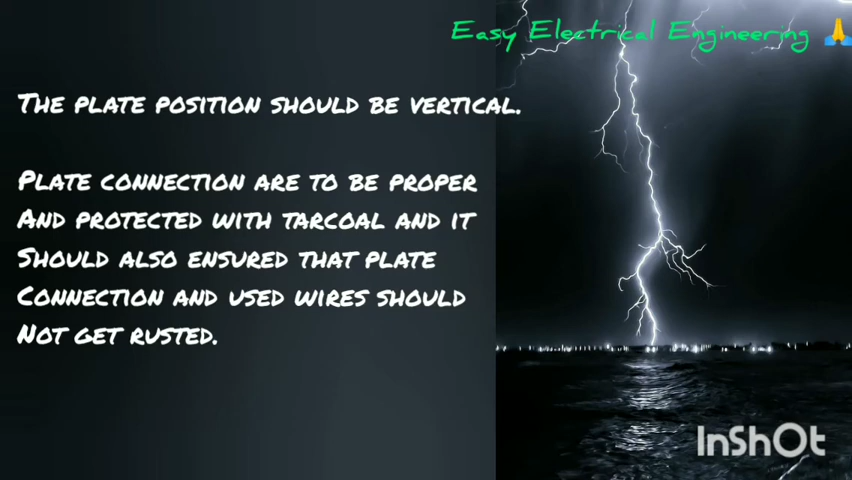 Easy Electrical Engineering 🙏
The plate position should be vertical.
Plate connection are to be proper
And protected with tarcoal and it
Should also ensured that plate
Connection and used wires should
Not get rusted.
InShOt